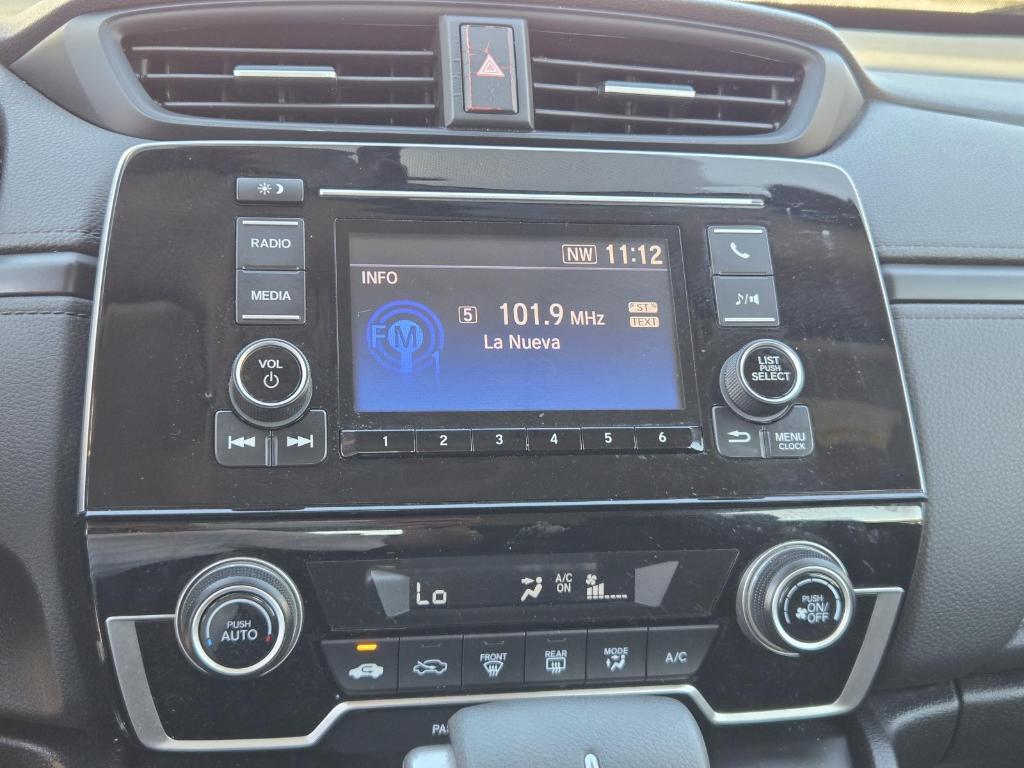 NW 11:12
INFO
RADIO
MEDIA
5 101.9 MHz
ST
TEXT
La Nueva
FM
1
VOL
LIST
PUSH
SELECT
1 2 3 4 5 6
MENU
CLOCK
Lo
A/C
ON
PUSH
AUTO
PUSH
ON/
OFF
FRONT
REAR
MODE
A/C